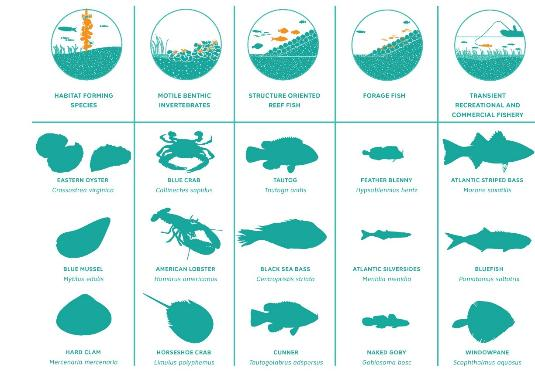 HABITAT FORMING
SPECIES
MOTILE BENTHIC
INVERTEBRATES
STRUCTURE ORIENTED
REEF FISH
FORAGE FISH
TRANSIENT
RECREATIONAL AND
COMMERCIAL FISHERY
EASTERN OYSTER
Crassostrea virginica
BLUE CRAB
Callinectes sapidus
TAUTOG
Tautoga onitis
FEATHER BLENNY
Hypsoblennius hentz
ATLANTIC STRIPED BASS
Morone saxatilis
BLUE MUSSEL
Mytilus edulis
AMERICAN LOBSTER
Homarus americanus
BLACK SEA BASS
Centropristis striata
ATLANTIC SILVERSIDES
Menidia menidia
BLUEFISH
Pomatomus saltatrix
HARD CLAM
Mercenaria mercenaria
HORSESHOE CRAB
Limulus polyphemus
CUNNER
Tautogolabrus adspersus
NAKED GOBY
Gobiosoma bosc
WINDOWPANE
Scophthalmus aquosus